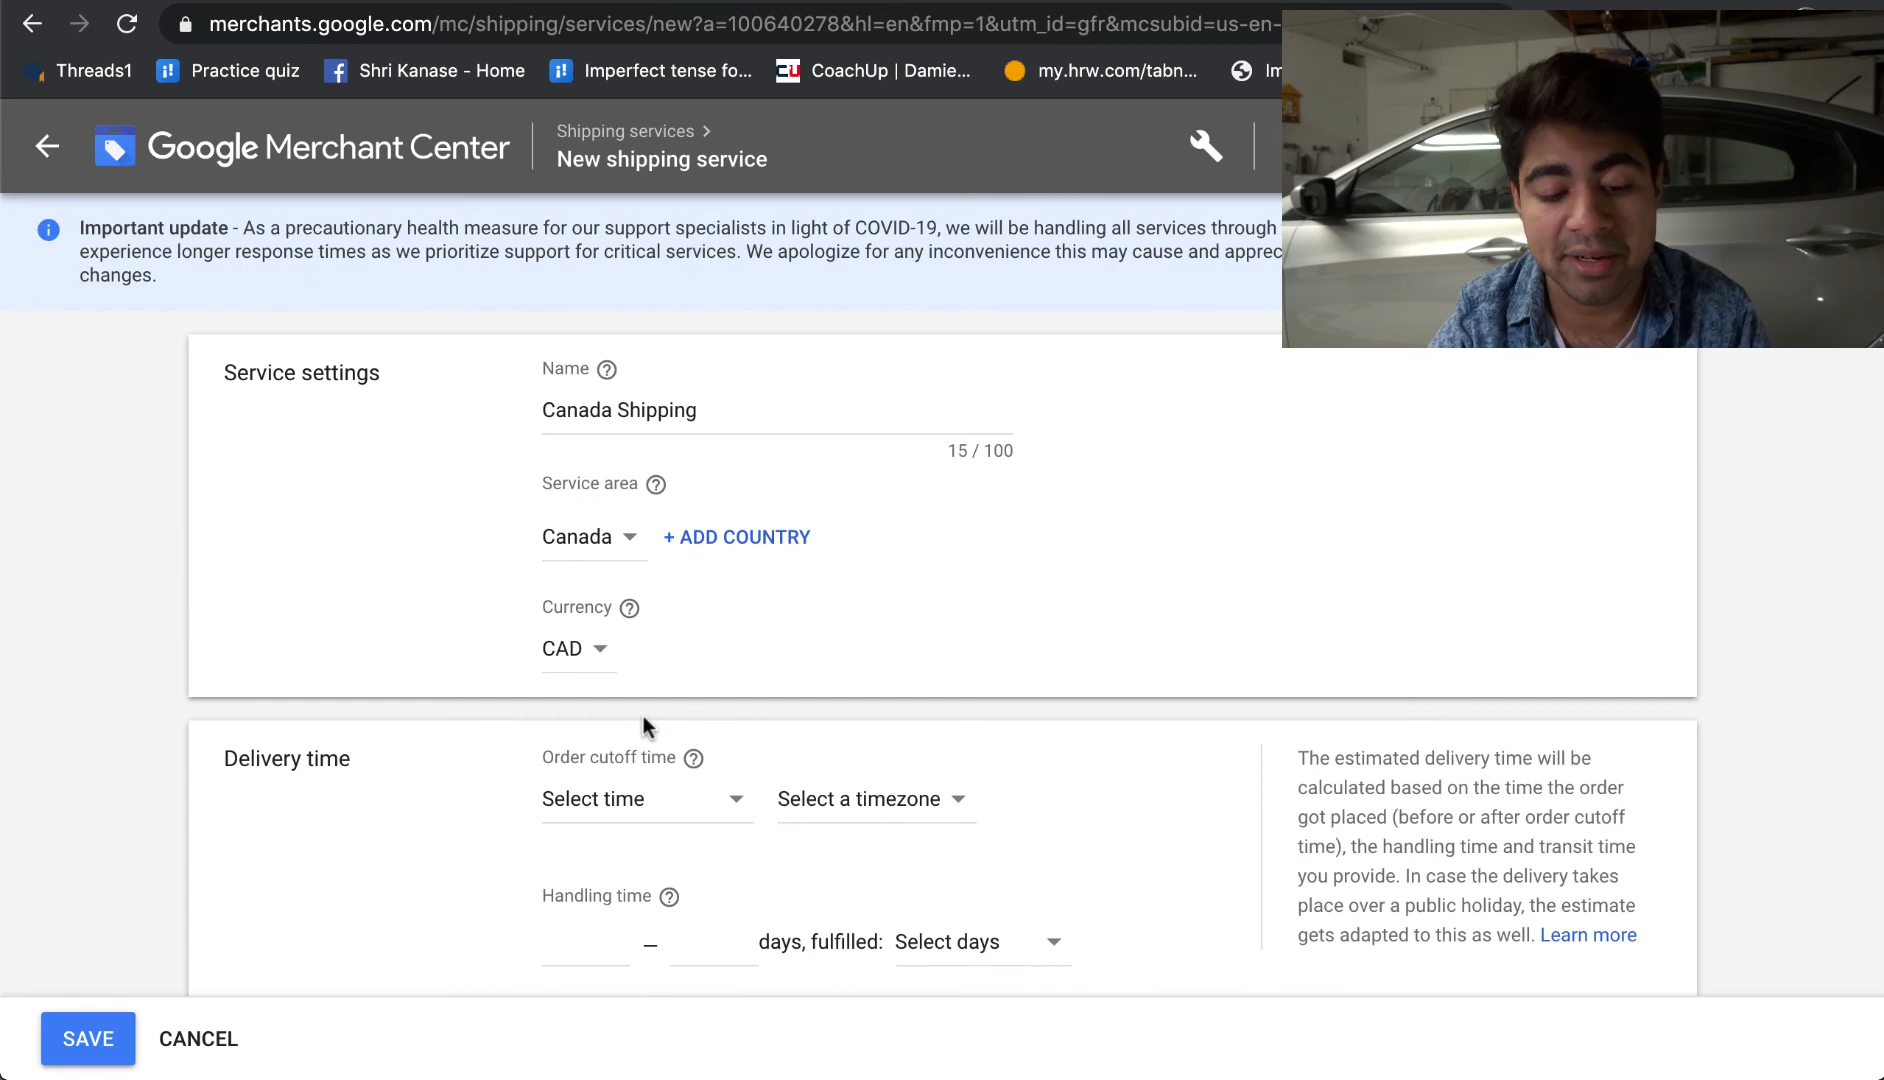 merchants.google.com/mc/shipping/services/new?a=100640278&hl=en&fmp=1&utm_id=gfr&mcsubid=us-en-
Threads1
Practice quiz
Shri Kanase - Home
Imperfect tense fo...
CU CoachUp | Damie...
my.hrw.com/tabn...
Google Merchant Center
Shipping services >
New shipping service
Important update - As a precautionary health measure for our support specialists in light of COVID-19, we will be handling all services through
experience longer response times as we prioritize support for critical services. We apologize for any inconvenience this may cause and
changes.
Service settings
Name
Canada Shipping
15 / 100
Service area
Canada
+ ADD COUNTRY
Currency
CAD
Delivery time
Order cutoff time
Select time
Select a timezone
Handling time
– days, fulfilled: Select days
The estimated delivery time will be
calculated based on the time the order
got placed (before or after order cutoff
time), the handling time and transit time
you provide. In case the delivery takes
place over a public holiday, the estimate
gets adapted to this as well. Learn more
SAVE
CANCEL